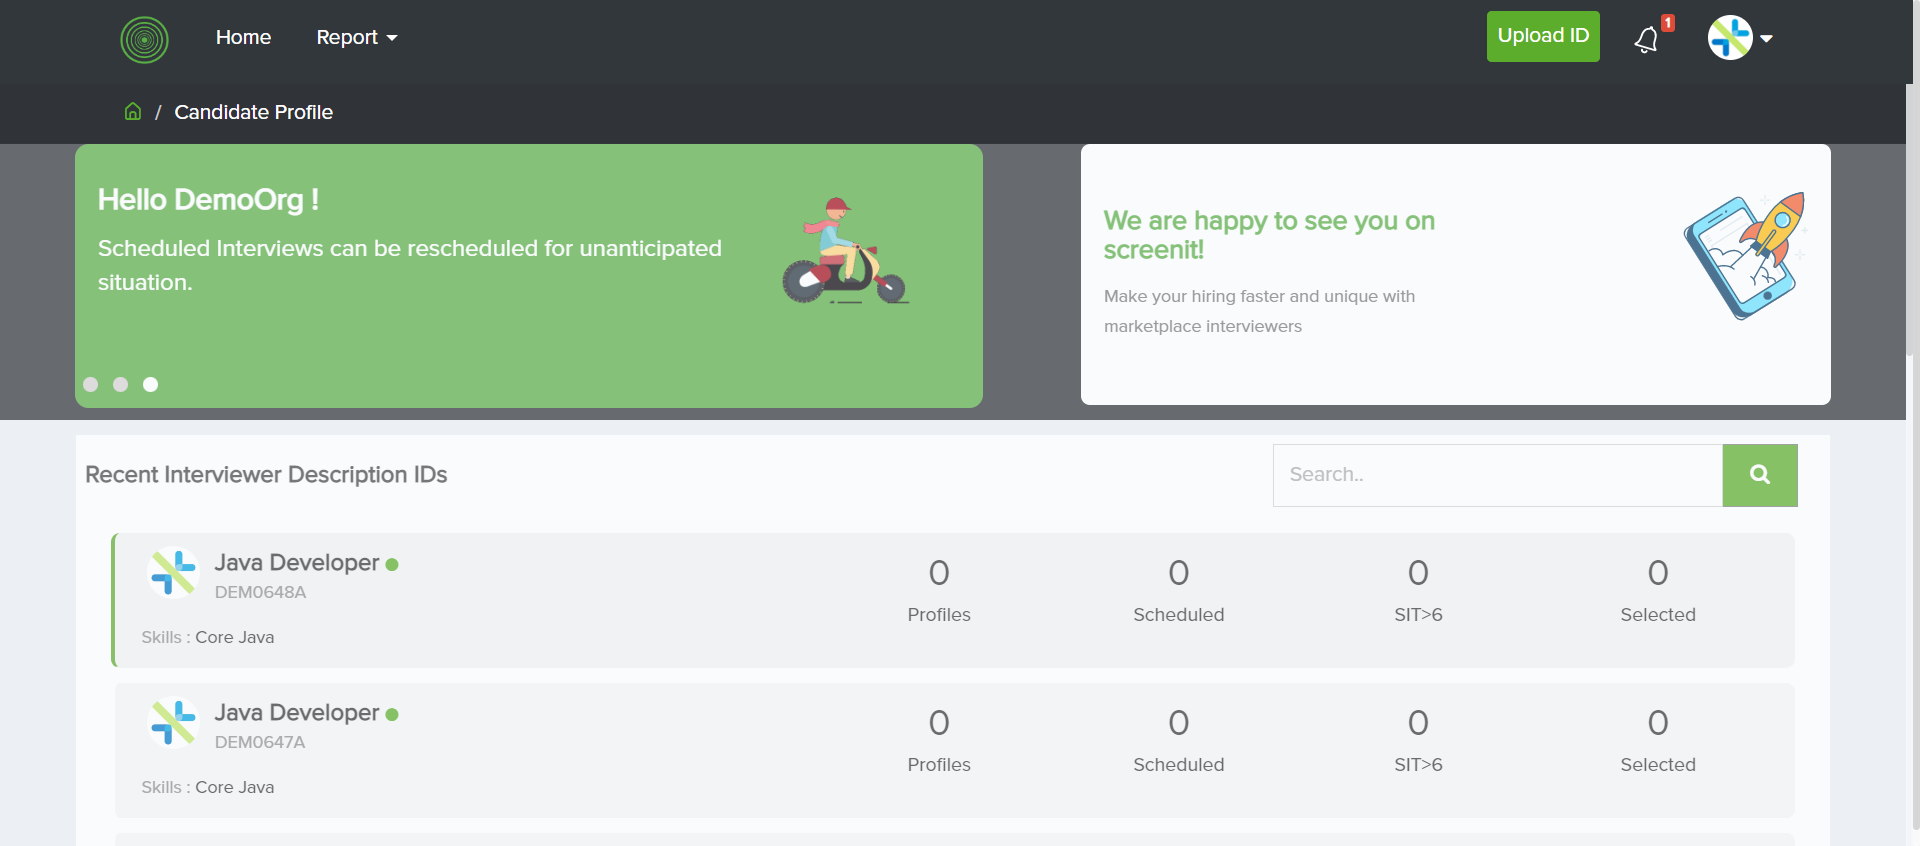 Home
Report
Upload ID
1
/ Candidate Profile
Hello DemoOrg !
Scheduled Interviews can be rescheduled for unanticipated
situation.
We are happy to see you on
screenit!
Make your hiring faster and unique with
marketplace interviewers
Recent Interviewer Description IDs
Search..
Java Developer
DEM0648A
Skills : Core Java
0
Profiles
0
Scheduled
0
SIT>6
0
Selected
Java Developer
DEM0647A
Skills : Core Java
0
Profiles
0
Scheduled
0
SIT>6
0
Selected